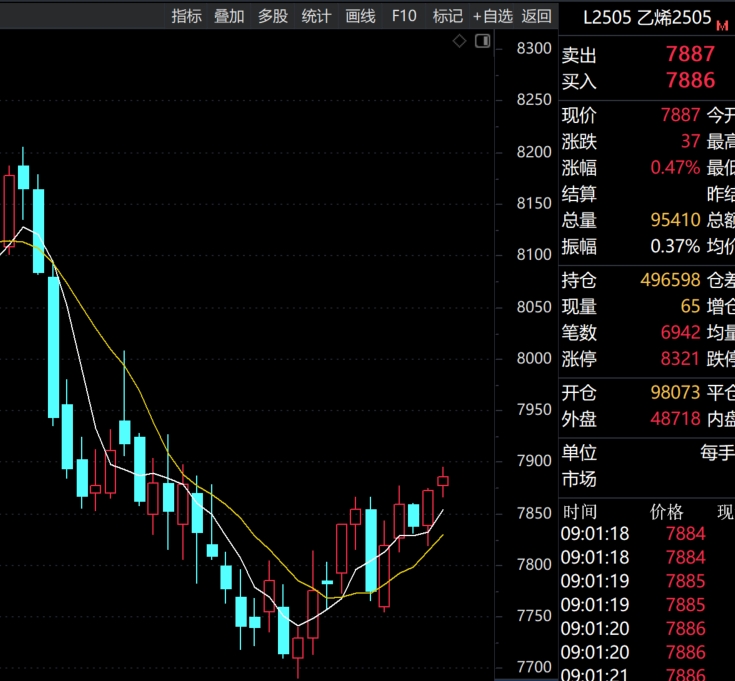 指标 叠加 多股 统计 画线 F10 标记 +自选 返回
L2505 乙烯2505 M
卖出 7887
买入 7886
现价 7887 今开
涨跌 37 最高
涨幅 0.47% 最低
结算 昨结
总量 95410 总额
振幅 0.37% 均价
持仓 496598 仓差
现量 65 增仓
笔数 6942 均量
涨停 8321 跌停
开仓 98073 平仓
外盘 48718 内盘
单位 每手
市场
时间 价格 现
09:01:18 7884
09:01:18 7884
09:01:19 7885
09:01:19 7885
09:01:20 7886
09:01:20 7886
09:01:21 7886
8300
8250
8200
8150
8100
8050
8000
7950
7900
7850
7800
7750
7700